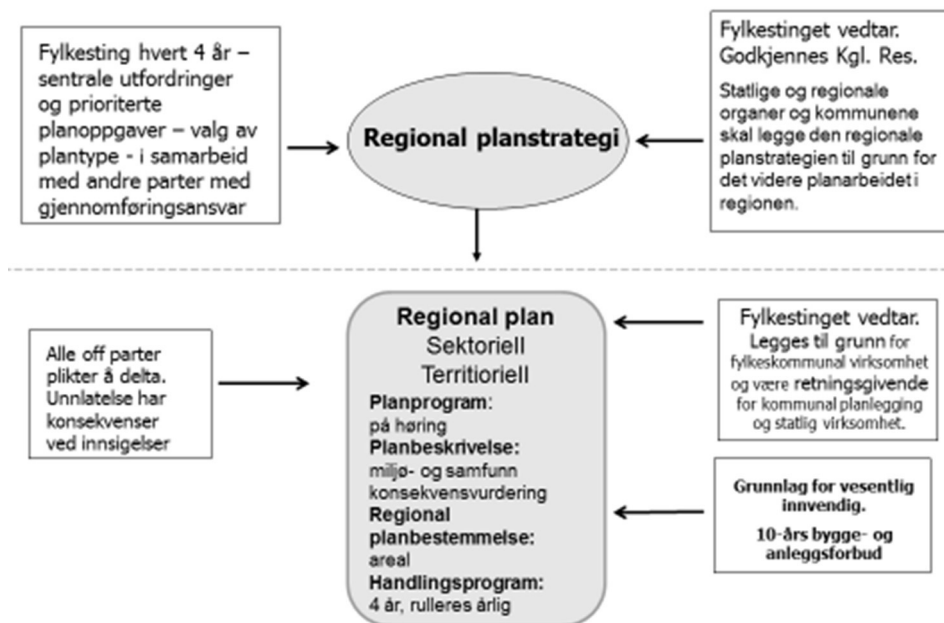 Fylkesting hvert 4 år –
sentrale utfordringer
og prioriterte
planoppgaver – valg av
plantype - i samarbeid
med andre parter med
gjennomføringsansvar
Regional planstrategi
Fylkestinget vedtar.
Godkjennes Kgl. Res.
Statlige og regionale
organer og kommunene
skal legge den regionale
planstrategien til grunn for
det videre planarbeidet i
regionen.
Alle off parter
plikter å delta.
Unnlatelse har
konsekvenser
ved innsigelser
Regional plan
Sektoriell
Territoriell
Planprogram:
på høring
Planbeskrivelse:
miljø- og samfunn
konsekvensvurdering
Regional
planbestemmelse:
areal
Handlingsprogram:
4 år, rulleres årlig
Fylkestinget vedtar.
Legges til grunn for
fylkeskommunal virksomhet
og være retningsgivende
for kommunal planlegging
og statlig virksomhet.
Grunnlag for vesentlig
innvendig.
10-års bygge- og
anleggsforbud